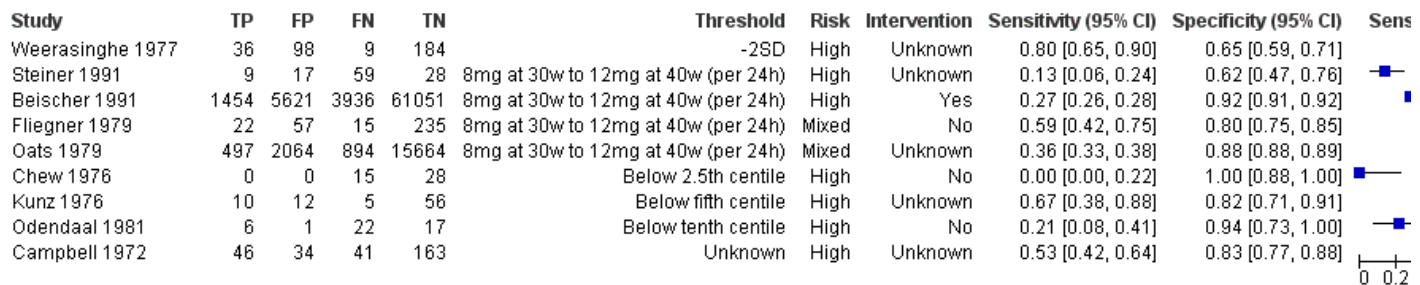 Study TP FP FN TN Threshold Risk Intervention Sensitivity (95% CI) Specificity (95% CI) Sens
Weerasinghe 1977 36 98 9 184 -2SD High Unknown 0.80 [0.65, 0.90] 0.65 [0.59, 0.71]
Steiner 1991 9 17 59 28 8mg at 30w to 12mg at 40w (per 24h) High Unknown 0.13 [0.06, 0.24] 0.62 [0.47, 0.76]
Beischer 1991 1454 5621 3936 61051 8mg at 30w to 12mg at 40w (per 24h) High Yes 0.27 [0.26, 0.28] 0.92 [0.91, 0.92]
Fliegner 1979 22 57 15 235 8mg at 30w to 12mg at 40w (per 24h) Mixed No 0.59 [0.42, 0.75] 0.80 [0.75, 0.85]
Oats 1979 497 2064 894 15664 8mg at 30w to 12mg at 40w (per 24h) Mixed Unknown 0.36 [0.33, 0.38] 0.88 [0.88, 0.89]
Chew 1976 0 0 15 28 Below 2.5th centile High No 0.00 [0.00, 0.22] 1.00 [0.88, 1.00]
Kunz 1976 10 12 5 56 Below fifth centile High Unknown 0.67 [0.38, 0.88] 0.82 [0.71, 0.91]
Odendaal 1981 6 1 22 17 Below tenth centile High No 0.21 [0.08, 0.41] 0.94 [0.73, 1.00]
Campbell 1972 46 34 41 163 Unknown High Unknown 0.53 [0.42, 0.64] 0.83 [0.77, 0.88]
0 0.2